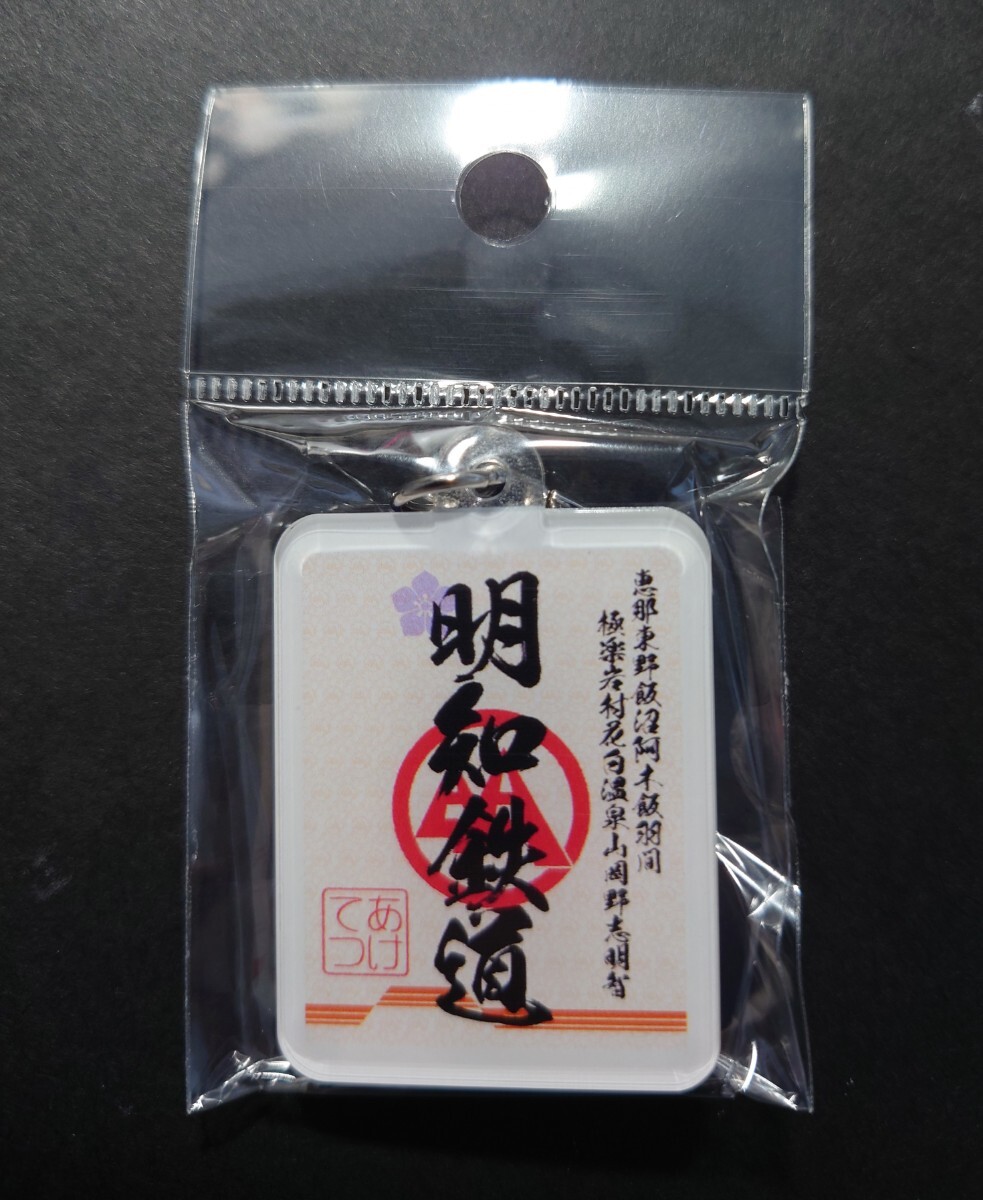 恵那東野飯沼阿木飯羽間
極楽岩村花白温泉山岡野志明智
明知鉄道
あけ
てつ